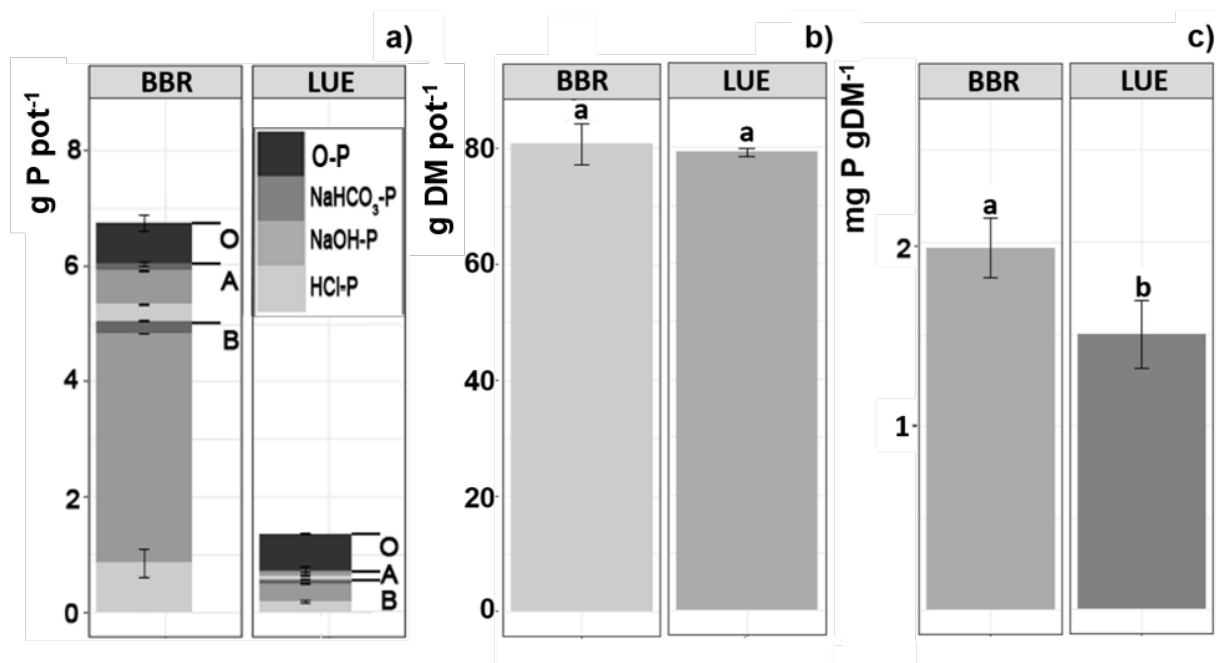 a)
g P pot-1
BBR
LUE
8
6
4
2
0
O
A
B
O-P
NaHCO3-P
NaOH-P
HCl-P
O
A
B
b)
g DM pot-1
BBR
LUE
80
60
40
20
0
a
a
c)
mg P gDM-1
BBR
LUE
2
1
a
b